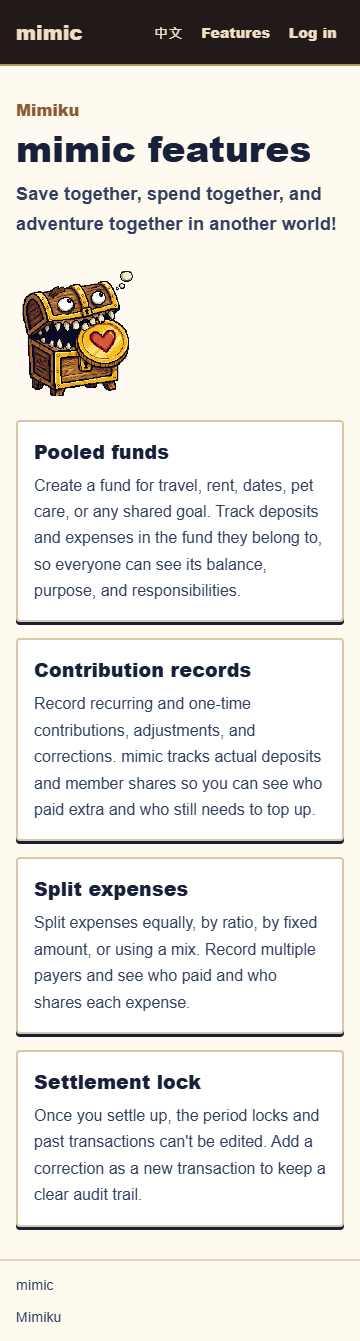 mimic 中文 Features Log in
Mimiku
mimic features
Save together, spend together, and
adventure together in another world!
Pooled funds
Create a fund for travel, rent, dates, pet
care, or any shared goal. Track deposits
and expenses in the fund they belong to,
so everyone can see its balance,
purpose, and responsibilities.
Contribution records
Record recurring and one-time
contributions, adjustments, and
corrections. mimic tracks actual deposits
and member shares so you can see who
paid extra and who still needs to top up.
Split expenses
Split expenses equally, by ratio, by fixed
amount, or using a mix. Record multiple
payers and see who paid and who
shares each expense.
Settlement lock
Once you settle up, the period locks and
past transactions can't be edited. Add a
correction as a new transaction to keep a
clear audit trail.
mimic
Mimiku